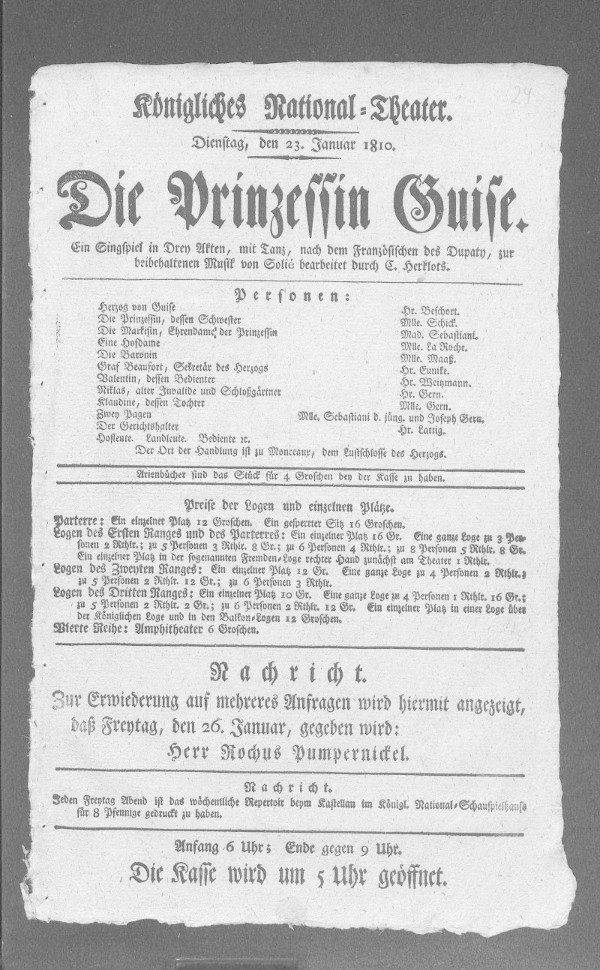 24
Königliches National-Theater.
Dienstag, den 23. Januar 1810.
Die Prinzessin Guise.
Ein Singspiel in Drey Akten, mit Tanz, nach dem Französischen des Dupaty, zur
beibehaltenen Musik von Solié bearbeitet durch C. Herklots.
Personen:
Herzog von Guise Hr. Beschort.
Die Prinzessin, dessen Schwester Mlle. Schick.
Die Markisin, Ehrendame der Prinzessin Mad. Sebastiani.
Eine Hofdame Mlle. La Roche.
Die Baronin Mlle. Maaß.
Graf Beaufort, Sekretär des Herzogs Hr. Eunike.
Valentin, dessen Bedienter Hr. Weitzmann.
Niklas, alter Invalide und Schloßgärtner Hr. Gern.
Klaudine, dessen Tochter Mlle. Gern.
Zwey Pagen Mlle. Sebastiani d. jüng. und Joseph Gern.
Der Gerichtshalter Hr. Lattig.
Hofleute. Landleute. Bediente ꝛc.
Der Ort der Handlung ist zu Monceaux, dem Lustschlosse des Herzogs.
Arienbücher sind das Stück für 4 Groschen bey der Kasse zu haben.
Preise der Logen und einzelnen Plätze.
Parterre: Ein einzelner Platz 12 Groschen. Ein gesperrter Sitz 16 Groschen.
Logen des Ersten Ranges und des Parterres: Ein einzelner Platz 16 Gr. Eine ganze Loge zu 3 Per-
sonen 2 Rthlr.; zu 5 Personen 3 Rthlr. 8 Gr.; zu 6 Personen 4 Rthlr.; zu 8 Personen 5 Rthlr. 8 Gr.
Ein einzelner Platz in der sogenannten Fremden-Loge rechter Hand zunächst am Theater 1 Rthlr.
Logen des Zweyten Ranges: Ein einzelner Platz 12 Gr. Eine ganze Loge zu 4 Personen 2 Rthlr.;
zu 5 Personen 2 Rthlr. 12 Gr.; zu 6 Personen 3 Rthlr.
Logen des Dritten Ranges: Ein einzelner Platz 10 Gr. Eine ganze Loge zu 4 Personen 1 Rthlr. 16 Gr.;
zu 5 Personen 2 Rthlr. 2 Gr.; zu 6 Personen 2 Rthlr. 12 Gr. Ein einzelner Platz in einer Loge über
der Königlichen Loge und in den Balkon-Logen 12 Groschen.
Vierte Reihe: Amphitheater 6 Groschen.
Nachricht.
Zur Erwiederung auf mehreres Anfragen wird hiermit angezeigt,
daß Freytag, den 26. Januar, gegeben wird:
Herr Rochus Pumpernickel.
Nachricht.
Jeden Freytag Abend ist das wöchentliche Repertoir beym Kastellan im Königl. National-Schauspielhause
für 8 Pfennige gedruckt zu haben.
Anfang 6 Uhr; Ende gegen 9 Uhr.
Die Kasse wird um 5 Uhr geöffnet.